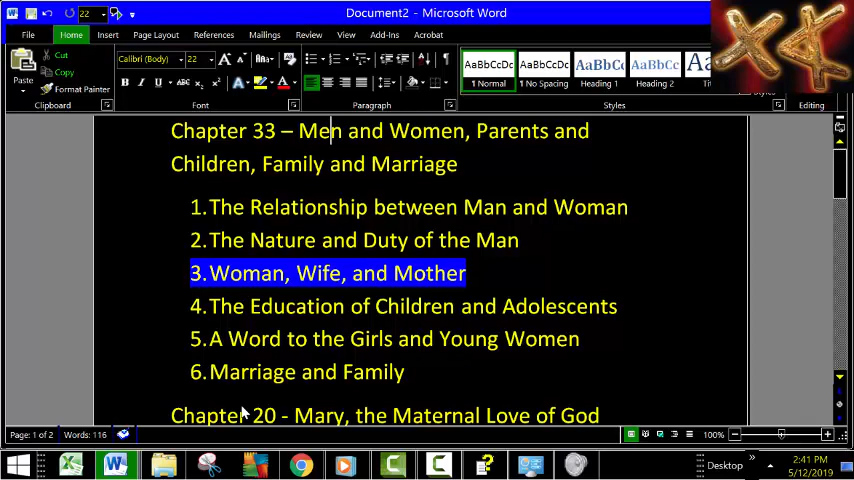 22
Document2 - Microsoft Word
File Home Insert Page Layout References Mailings Review View Add-Ins Acrobat
Paste
Cut
Copy
Format Painter
Clipboard
Calibri (Body) 22
Font
Paragraph
AaBbCcDc AaBbCcDc AaBbC AaBbCc
¶ Normal ¶ No Spacing Heading 1 Heading 2
Styles
Editing
Chapter 33 – Men and Women, Parents and
Children, Family and Marriage
1. The Relationship between Man and Woman
2. The Nature and Duty of the Man
3. Woman, Wife, and Mother
4. The Education of Children and Adolescents
5. A Word to the Girls and Young Women
6. Marriage and Family
Chapter 20 - Mary, the Maternal Love of God
Page: 1 of 2 Words: 116 100%
Desktop
2:41 PM
5/12/2019